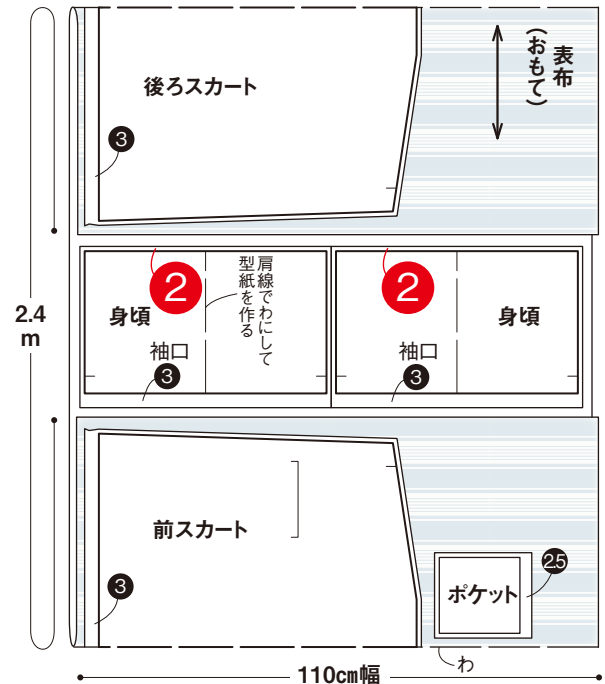 後ろスカート
表布
(おもて)
3
2
肩線でわにして
型紙を作る
2
身頃
身頃
袖口
袖口
3
3
2.4
m
前スカート
3
ポケット
2.5
わ
110cm幅